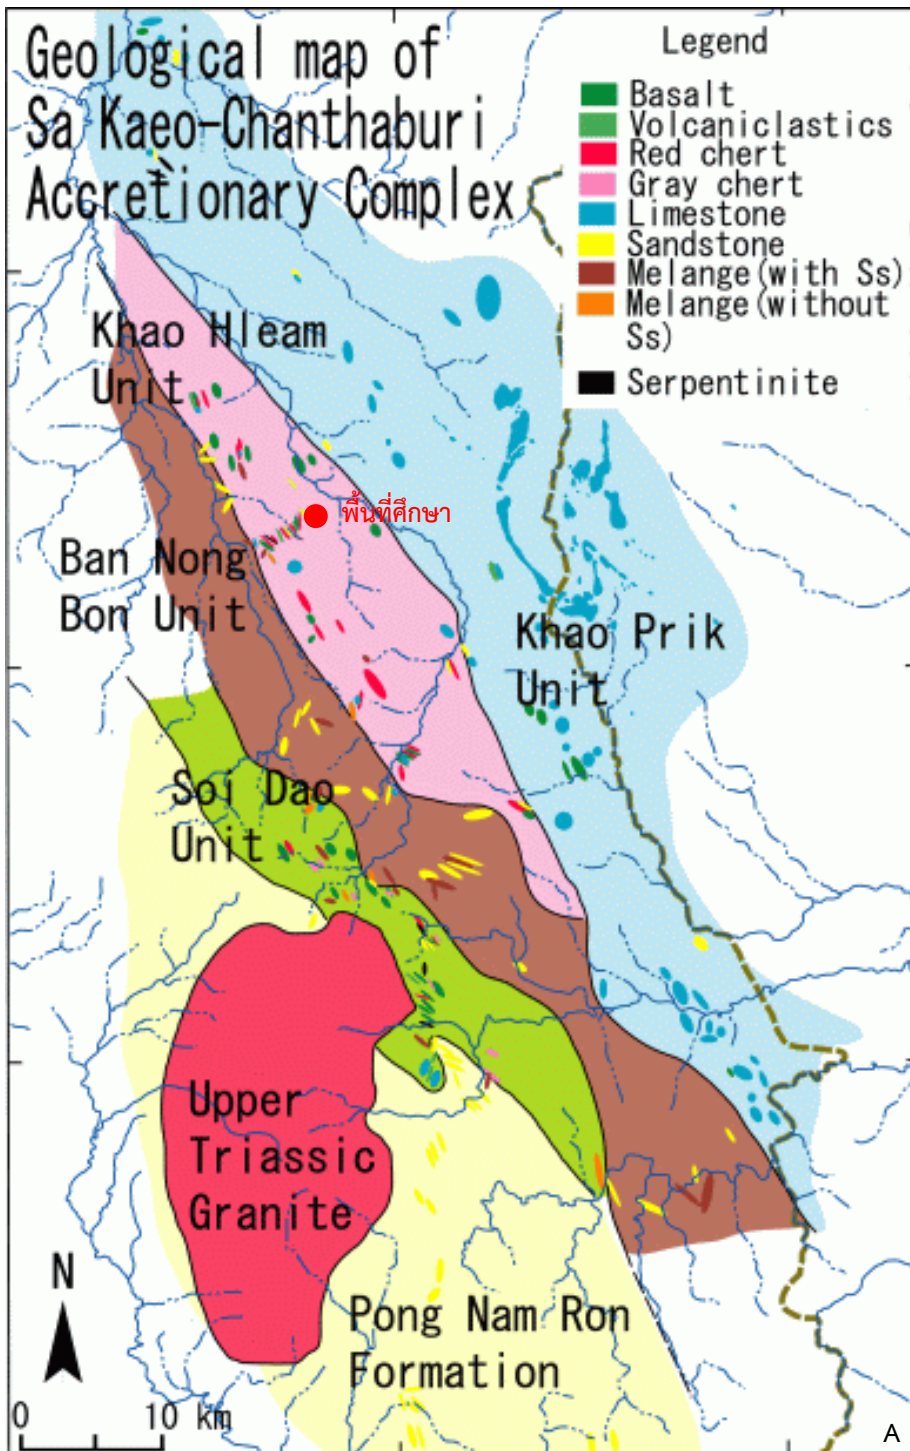 Geological map of
Sa Kaeo-Chanthaburi
Accretionary Complex
Legend
Basalt
Volcaniclastics
Red chert
Gray chert
Limestone
Sandstone
Melange(with Ss)
Melange(without
Ss)
Serpentinite
Khao Hleam
Unit
พื้นที่ศึกษา
Ban Nong
Bon Unit
Khao Prik
Unit
Soi Dao
Unit
Upper
Triassic
Granite
N
Pong Nam Ron
Formation
0 10 km
A